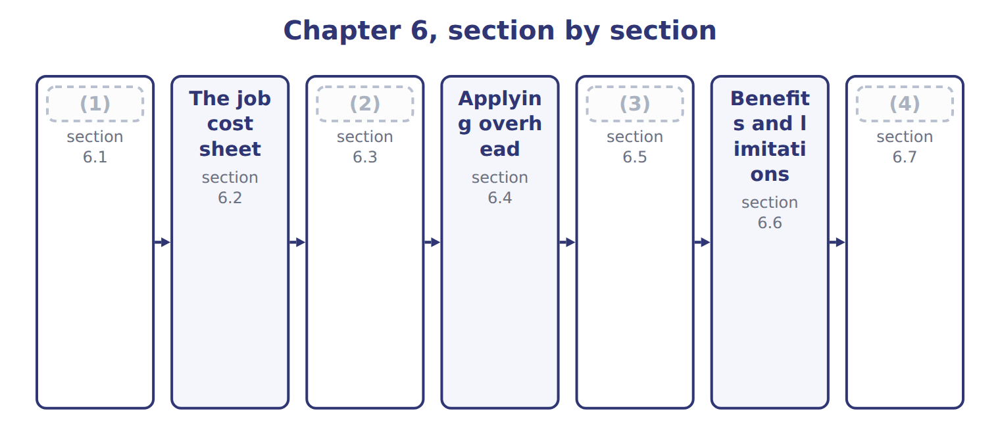 Chapter 6, section by section
(1)
section
6.1
The job
cost
sheet
section
6.2
(2)
section
6.3
Applyin
g overh
ead
section
6.4
(3)
section
6.5
Benefit
s and l
imitati
ons
section
6.6
(4)
section
6.7